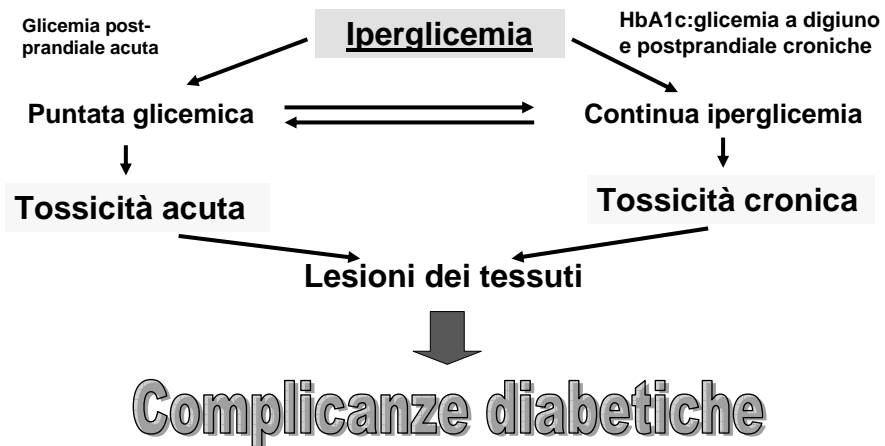 Glicemia post-
prandiale acuta
Iperglicemia
HbA1c:glicemia a digiuno
e postprandiale croniche
Puntata glicemica
Continua iperglicemia
Tossicità acuta
Tossicità cronica
Lesioni dei tessuti
Complicanze diabetiche